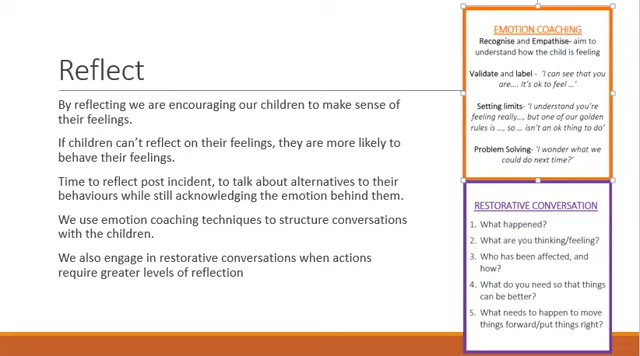 Reflect
By reflecting we are encouraging our children to make sense of
their feelings.
If children can't reflect on their feelings, they are more likely to
behave their feelings.
Time to reflect post incident, to talk about alternatives to their
behaviours while still acknowledging the emotion behind them.
We use emotion coaching techniques to structure conversations
with the children.
We also engage in restorative conversations when actions
require greater levels of reflection
EMOTION COACHING
Recognise and Empathise- aim to
understand how the child is feeling
Validate and label - 'I can see that you
are.... It's ok to feel ...'
Setting limits- 'I understand you're
feeling really..., but one of our golden
rules is ..., so ... isn't an ok thing to do'
Problem Solving- 'I wonder what we
could do next time?'
RESTORATIVE CONVERSATION
1. What happened?
2. What are you thinking/feeling?
3. Who has been affected, and
how?
4. What do you need so that things
can be better?
5. What needs to happen to move
things forward/put things right?